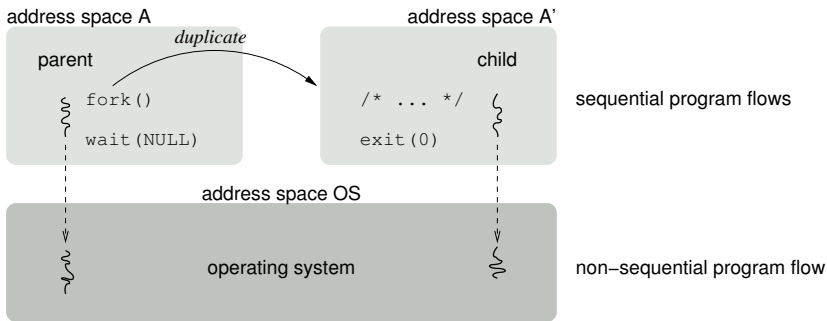 address space A
address space A'
duplicate
parent
child
fork()
/* ... */
sequential program flows
wait(NULL)
exit(0)
address space OS
operating system
non−sequential program flow